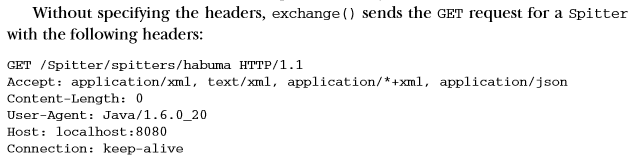 Without specifying the headers, exchange() sends the GET request for a Spitter
with the following headers:
GET /Spitter/spitters/habuma HTTP/1.1
Accept: application/xml, text/xml, application/*+xml, application/json
Content-Length: 0
User-Agent: Java/1.6.0_20
Host: localhost:8080
Connection: keep-alive